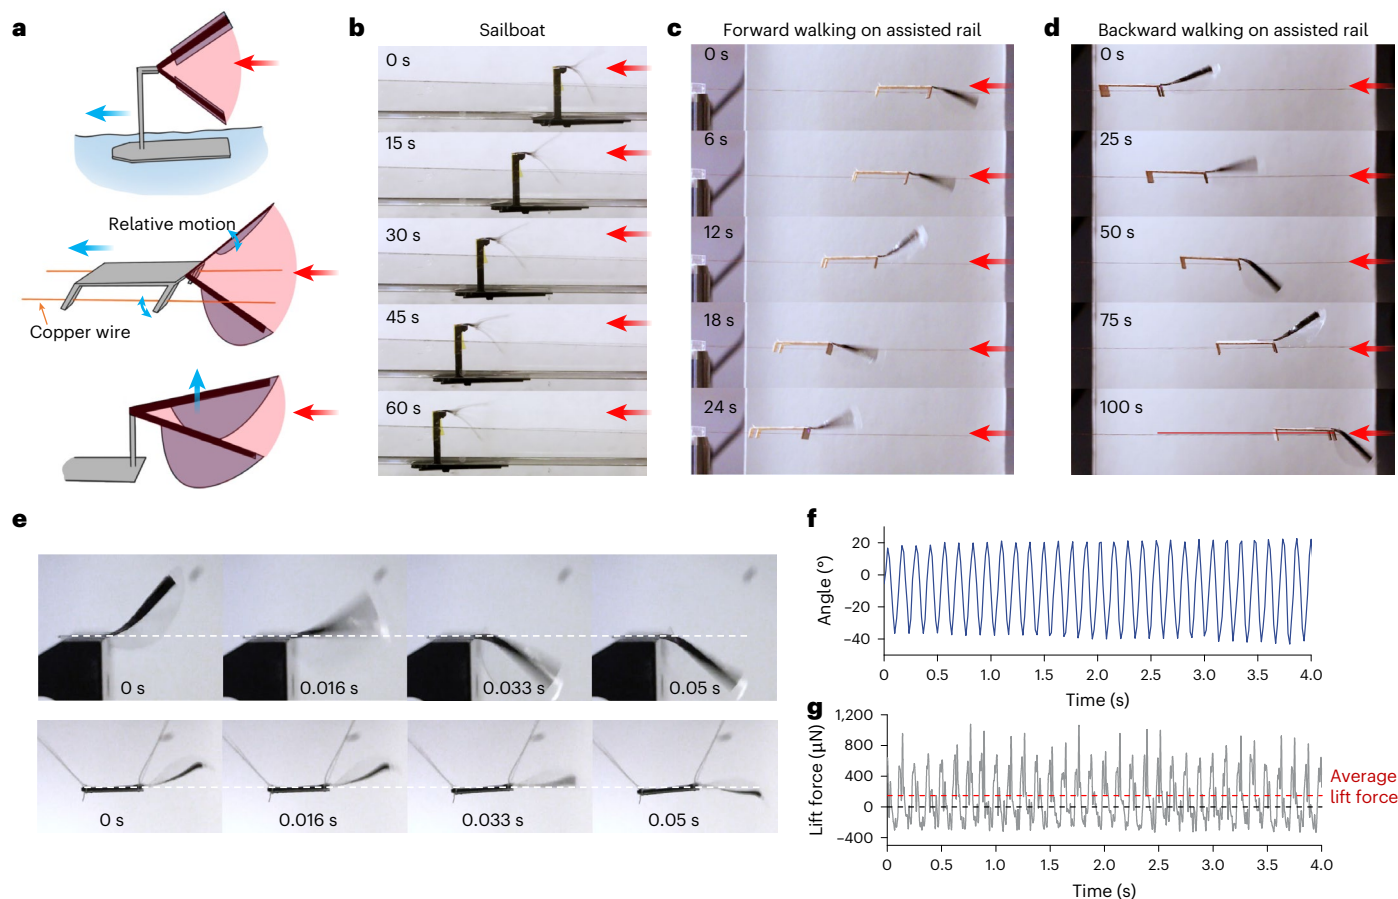 a
Relative motion
Copper wire
b
Sailboat
0 s
15 s
30 s
45 s
60 s
c
Forward walking on assisted rail
0 s
6 s
12 s
18 s
24 s
d
Backward walking on assisted rail
0 s
25 s
50 s
75 s
100 s
e
0 s
0.016 s
0.033 s
0.05 s
0 s
0.016 s
0.033 s
0.05 s
f
Angle (°)
20
0
−20
−40
0
0.5
1.0
1.5
2.0
2.5
3.0
3.5
4.0
Time (s)
g
Lift force (μN)
1,200
800
400
0
−400
0
0.5
1.0
1.5
2.0
2.5
3.0
3.5
4.0
Time (s)
Average
lift force